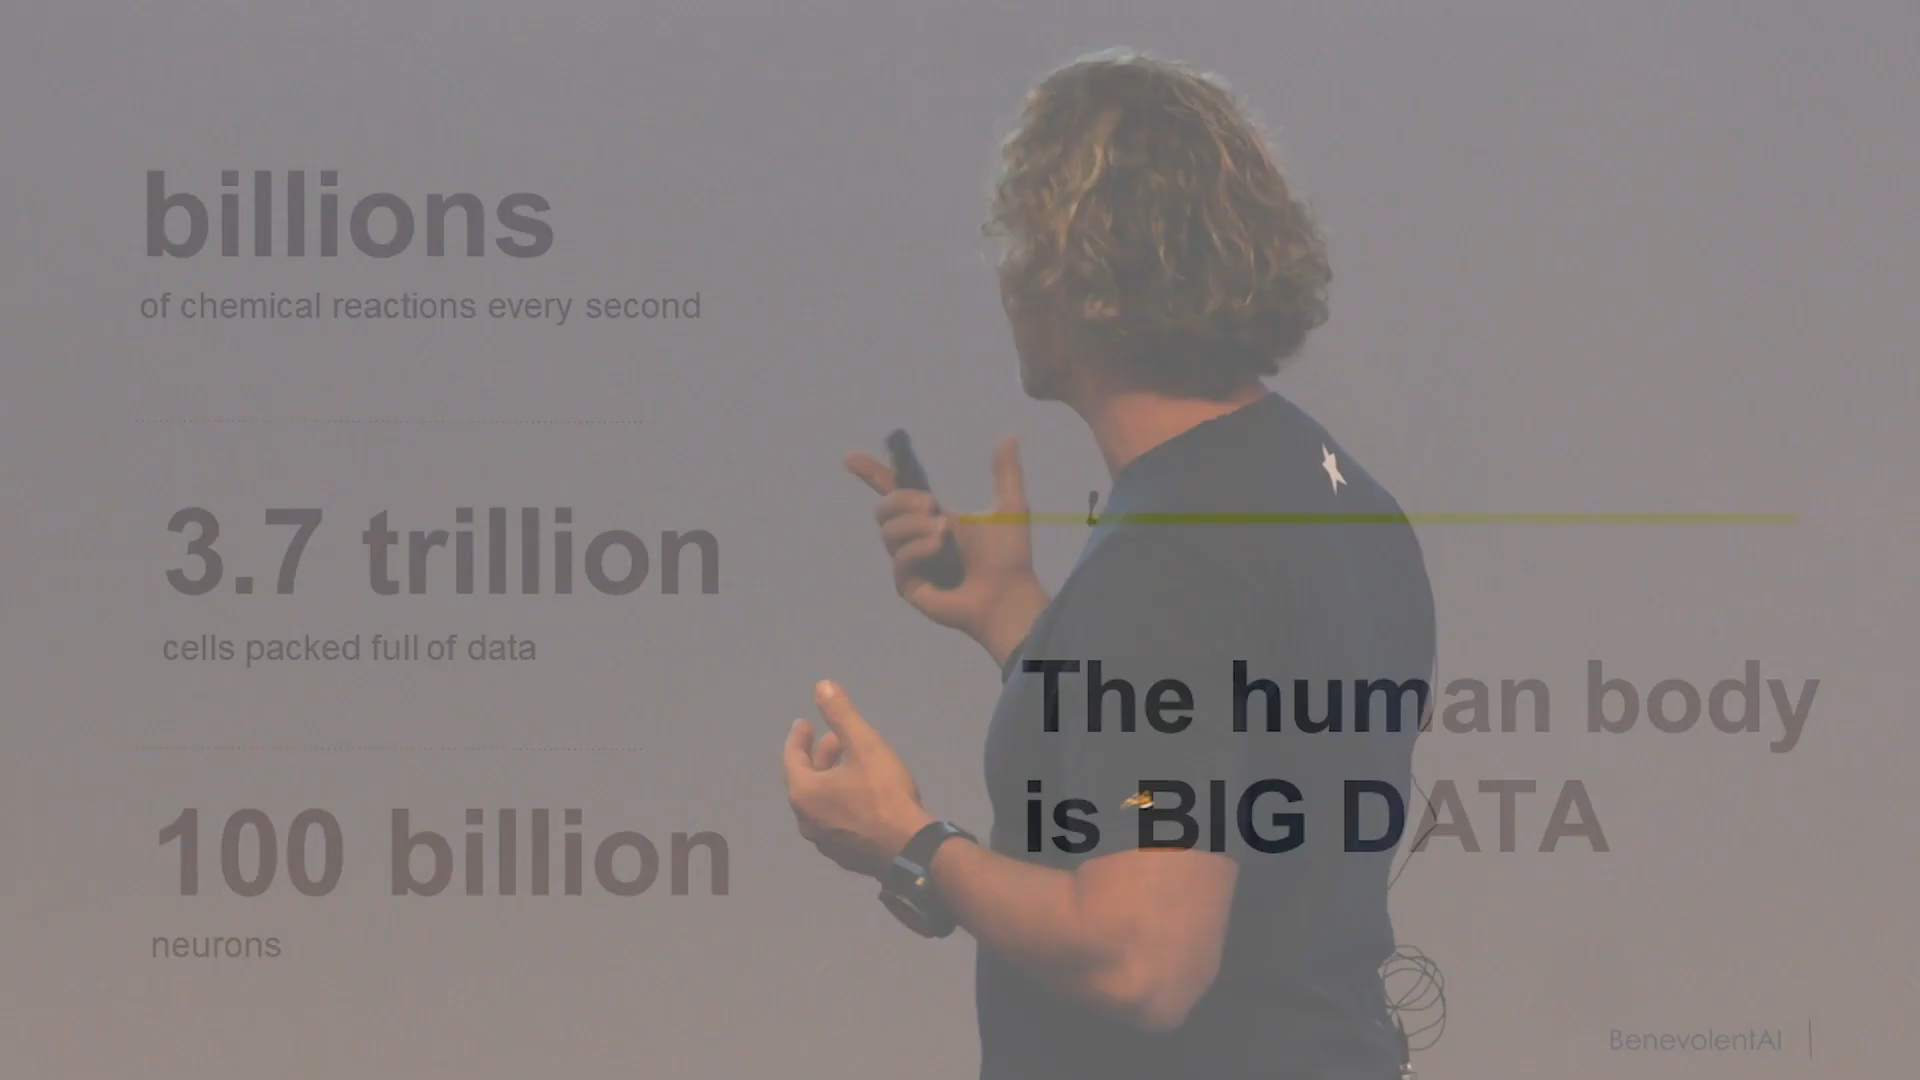 billions
of chemical reactions every second
3.7 trillion
cells packed full of data
100 billion
neurons
The human body
is BIG DATA
BenevolentAI